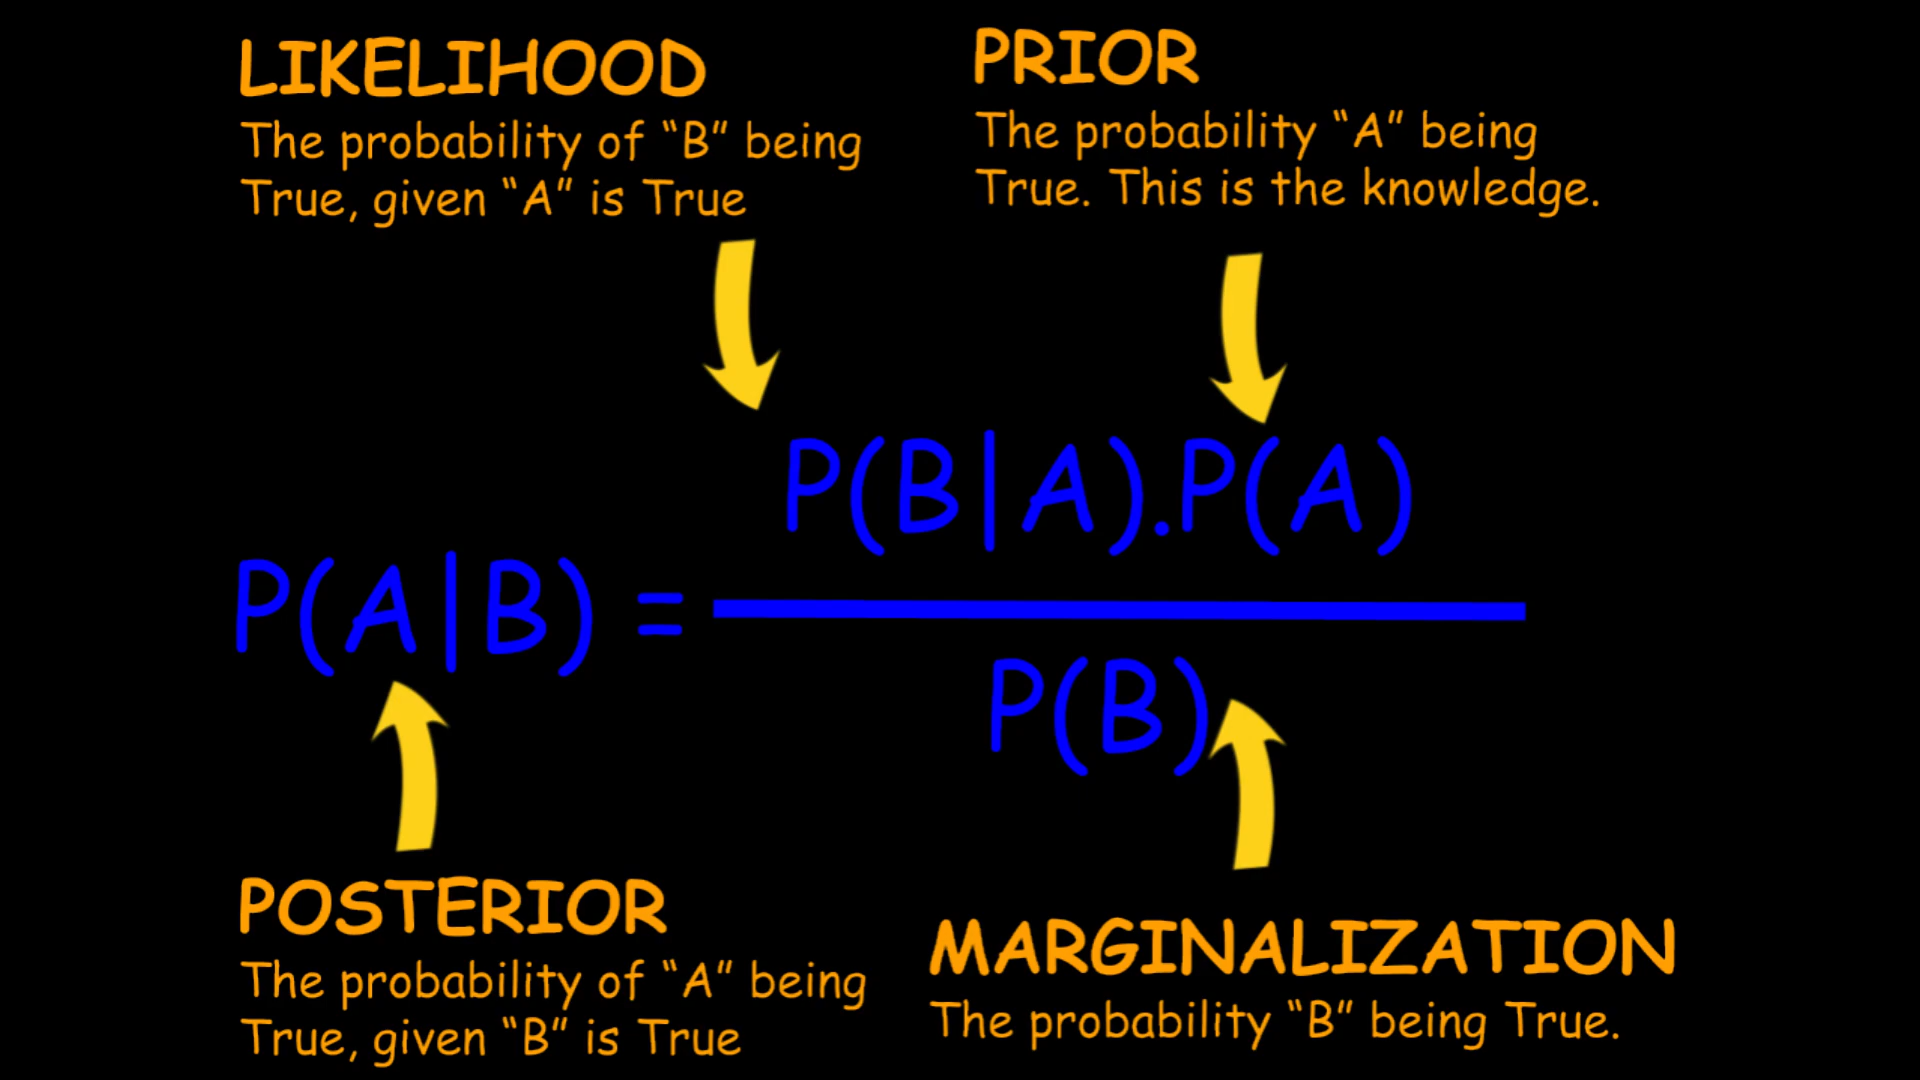 LIKELIHOOD
The probability of “B” being
True, given “A” is True
PRIOR
The probability “A” being
True. This is the knowledge.
P(B|A).P(A)
P(A|B) =
P(B)
POSTERIOR
The probability of “A” being
True, given “B” is True
MARGINALIZATION
The probability “B” being True.